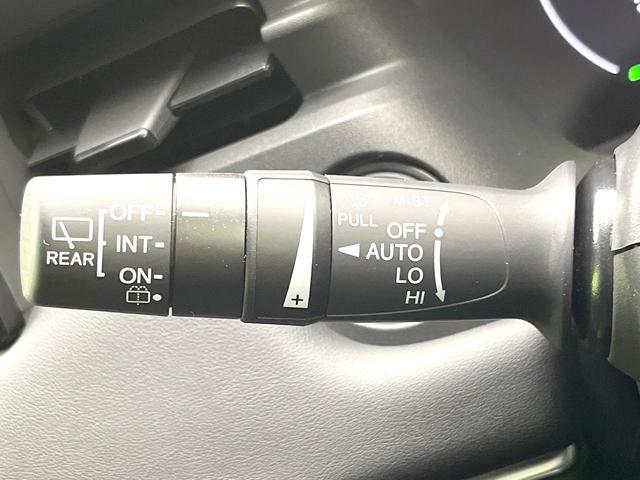 OFF
INT
ON
REAR
+
MIST
PULL
OFF
AUTO
LO
HI